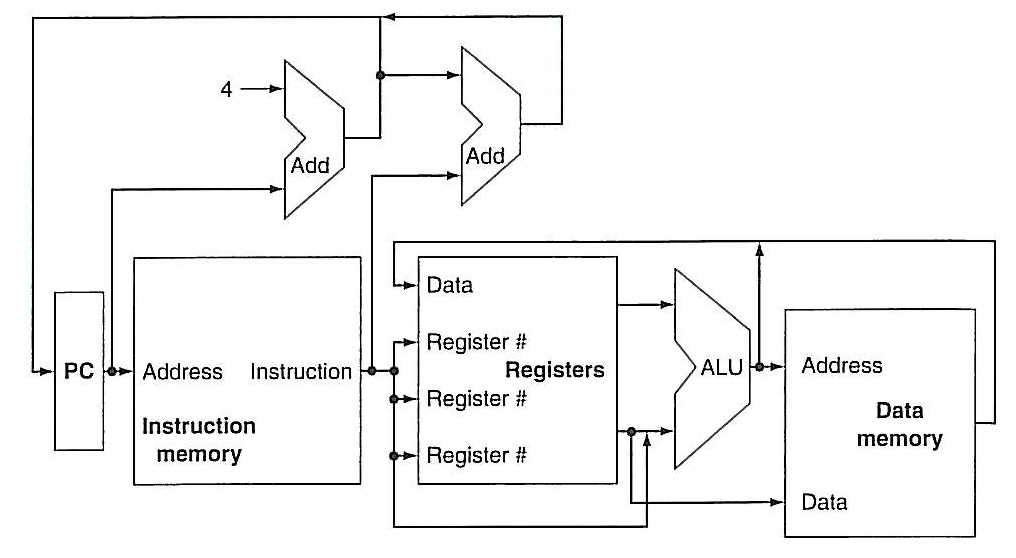 4
Add
Add
Data
Register #
PC
Address
Instruction
Registers
ALU
Address
Register #
Instruction
memory
Data
memory
Register #
Data